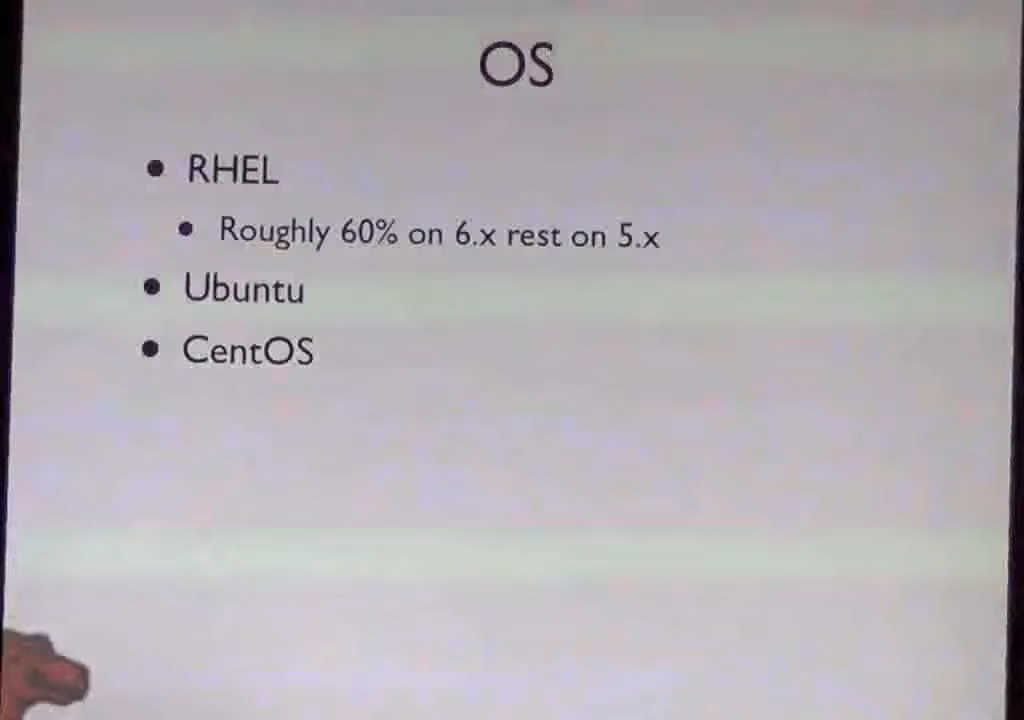 OS
• RHEL
• Roughly 60% on 6.x rest on 5.x
• Ubuntu
• CentOS